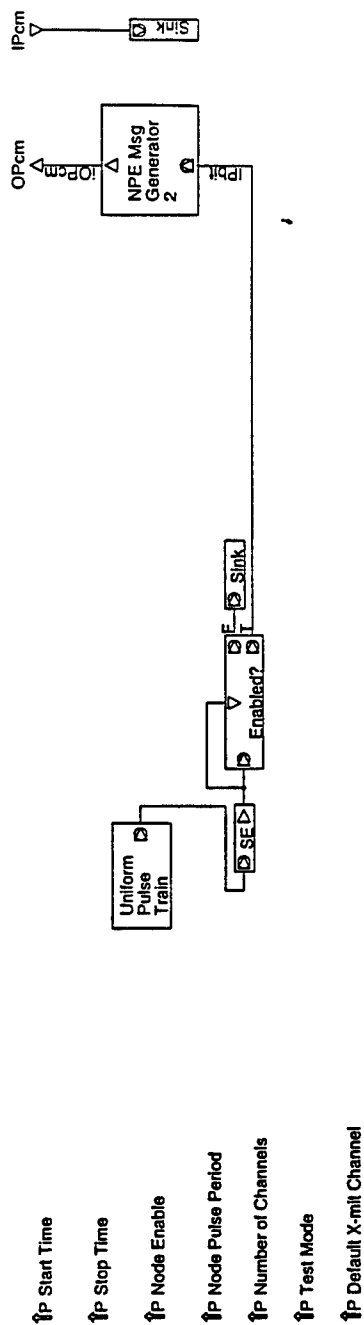 IPcm
Sink
OPcm
iOPcm
NPE Msg
Generator
2
IPbit
Uniform
Pulse
Train
SE
Enabled?
F
T
Sink
⇑P Start Time
⇑P Stop Time
⇑P Node Enable
⇑P Node Pulse Period
⇑P Number of Channels
⇑P Test Mode
⇑P Default X-mit Channel